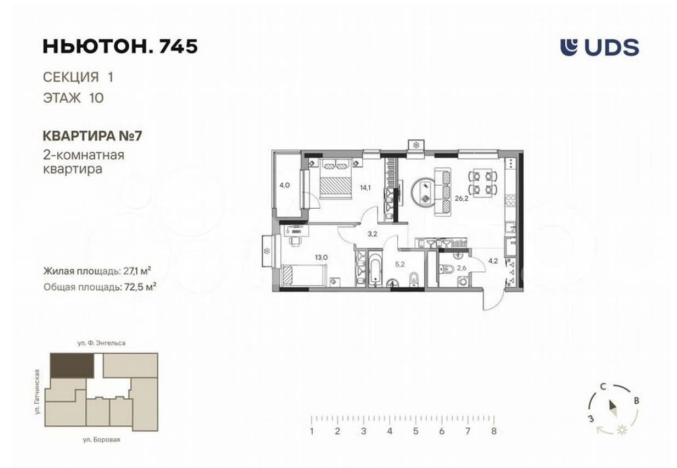 НЬЮТОН. 745
UDS
СЕКЦИЯ 1
ЭТАЖ 10
КВАРТИРА №7
2-комнатная
квартира
4.0
14,1
26,2
3,2
13.0
5,2
2,6
4,2
Жилая площадь: 27,1 м²
Общая площадь: 72,5 м²
ул. Ф. Энгельса
ул. Гатчинская
ул. Боровая
1 2 3 4 5 6 7 8
С
В
З